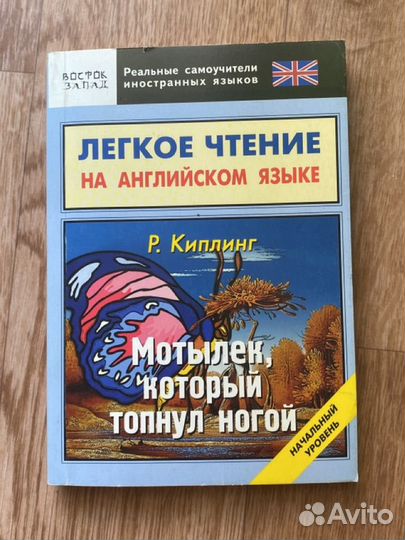 ВОСТОК
ЗАПАД
Реальные самоучители
иностранных языков
ЛЕГКОЕ ЧТЕНИЕ
НА АНГЛИЙСКОМ ЯЗЫКЕ
Р. Киплинг
Мотылек,
который
топнул ногой
НАЧАЛЬНЫЙ
УРОВЕНЬ
Avito